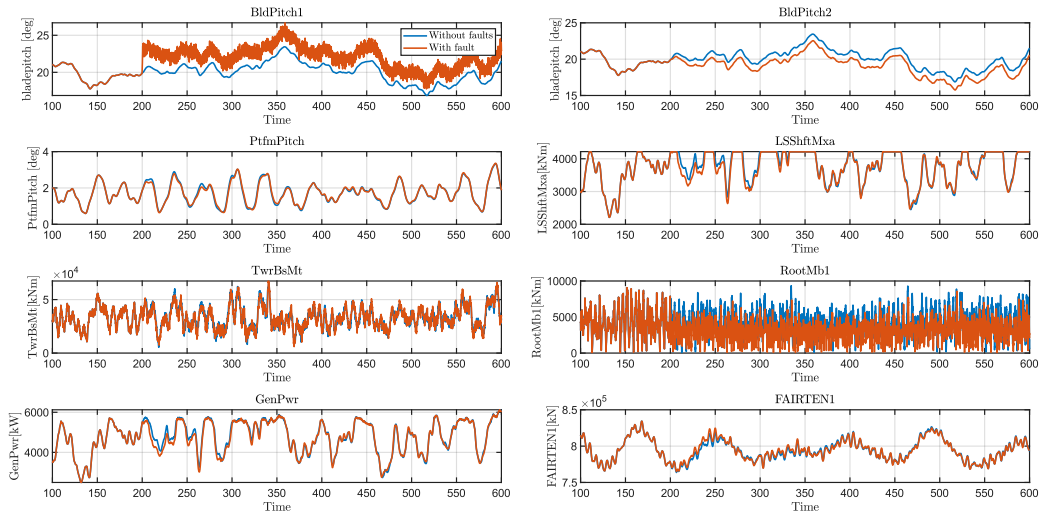 BldPitch1
bladepitch [deg]
25
20
Without faults
With fault
100 150 200 250 300 350 400 450 500 550 600
Time
BldPitch2
bladepitch [deg]
25
20
15
100 150 200 250 300 350 400 450 500 550 600
Time
PtfmPitch
PtfmPitch [deg]
4
2
0
100 150 200 250 300 350 400 450 500 550 600
Time
LSShftMxa
LSShftMxa[kNm]
4000
3000
2000
100 150 200 250 300 350 400 450 500 550 600
Time
TwrBsMt
×10⁴
TwrBsMt[kNm]
5
0
100 150 200 250 300 350 400 450 500 550 600
Time
RootMb1
RootMb1[kNm]
10000
5000
0
100 150 200 250 300 350 400 450 500 550 600
Time
GenPwr
GenPwr[kW]
6000
4000
100 150 200 250 300 350 400 450 500 550 600
Time
FAIRTEN1
×10⁵
FAIRTEN1[kN]
8.5
8
7.5
100 150 200 250 300 350 400 450 500 550 600
Time